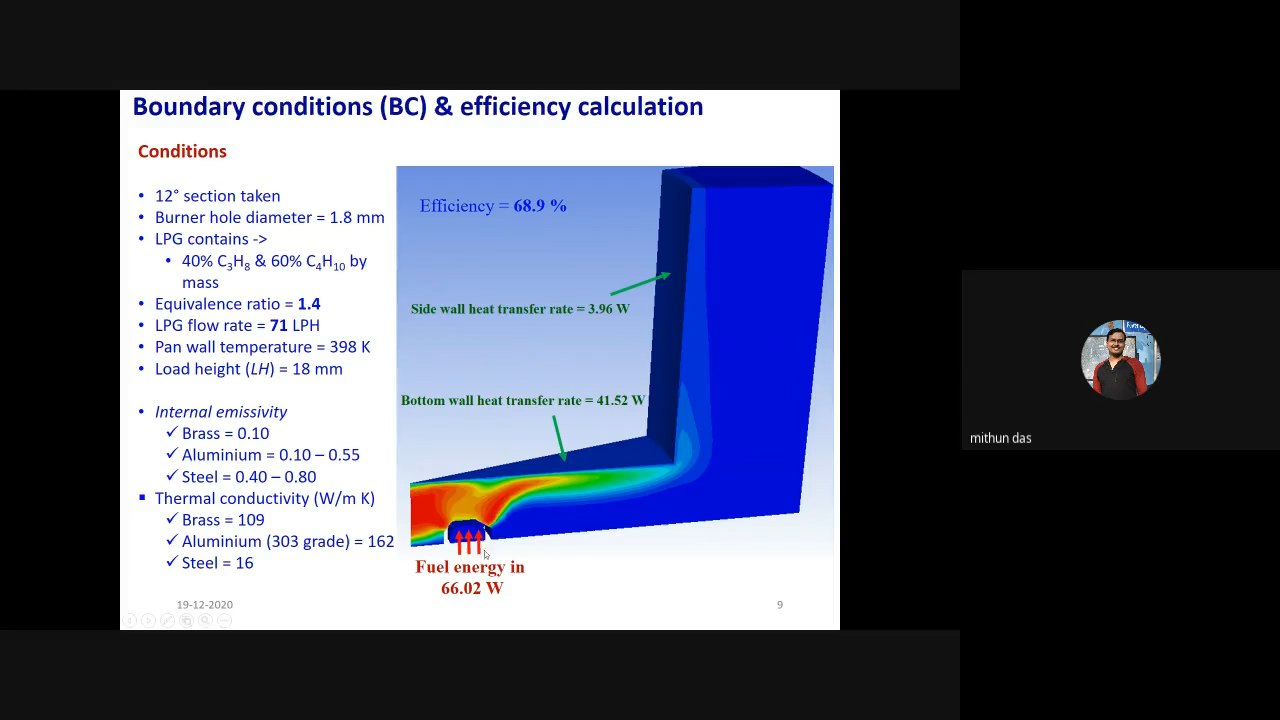 Boundary conditions (BC) & efficiency calculation
Conditions
• 12° section taken
• Burner hole diameter = 1.8 mm
• LPG contains ->
• 40% C3H8 & 60% C4H10 by
mass
• Equivalence ratio = 1.4
• LPG flow rate = 71 LPH
• Pan wall temperature = 398 K
• Load height (LH) = 18 mm
• Internal emissivity
✓ Brass = 0.10
✓ Aluminium = 0.10 – 0.55
✓ Steel = 0.40 – 0.80
▪ Thermal conductivity (W/m K)
✓ Brass = 109
✓ Aluminium (303 grade) = 162
✓ Steel = 16
Efficiency = 68.9 %
Side wall heat transfer rate = 3.96 W
Bottom wall heat transfer rate = 41.52 W
Fuel energy in
66.02 W
19-12-2020
9
mithun das